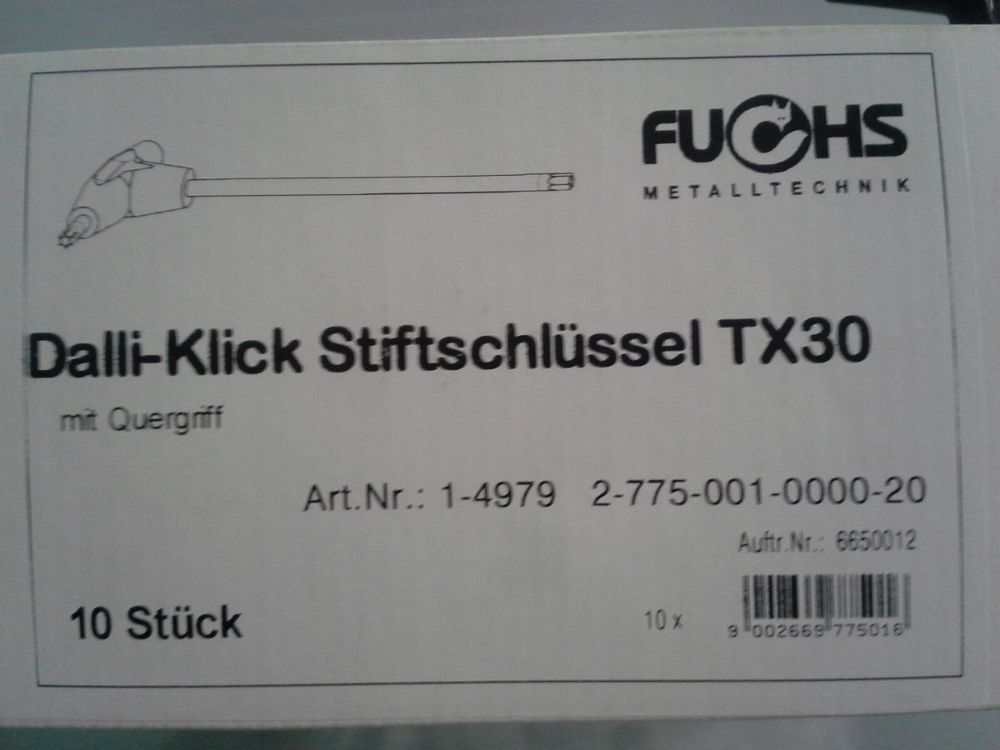 FUCHS
METALLTECHNIK
Dalli-Klick Stiftschlüssel TX30
mit Quergriff
Art.Nr.: 1-4979 2-775-001-0000-20
Auftr.Nr.: 6650012
10 Stück
10 x
9 002669 775016